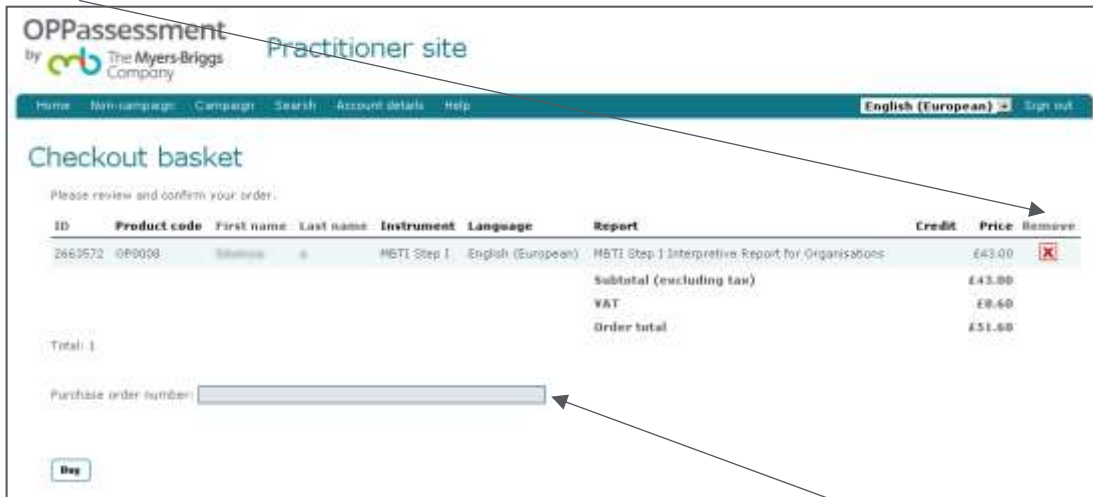 OPPassessment
by The Myers-Briggs Company
Practitioner site
Home Non-campaign Campaign Search Account details Help English (European) Sign out
Checkout basket
Please review and confirm your order.
ID Product code First name Last name Instrument Language Report Credit Price Remove
2663572 OP0008 MBTI Step I English (European) MBTI Step I Interpretive Report for Organisations £43.00
Subtotal (excluding tax) £43.00
VAT £8.60
Order total £51.60
Total: 1
Purchase order number:
Buy